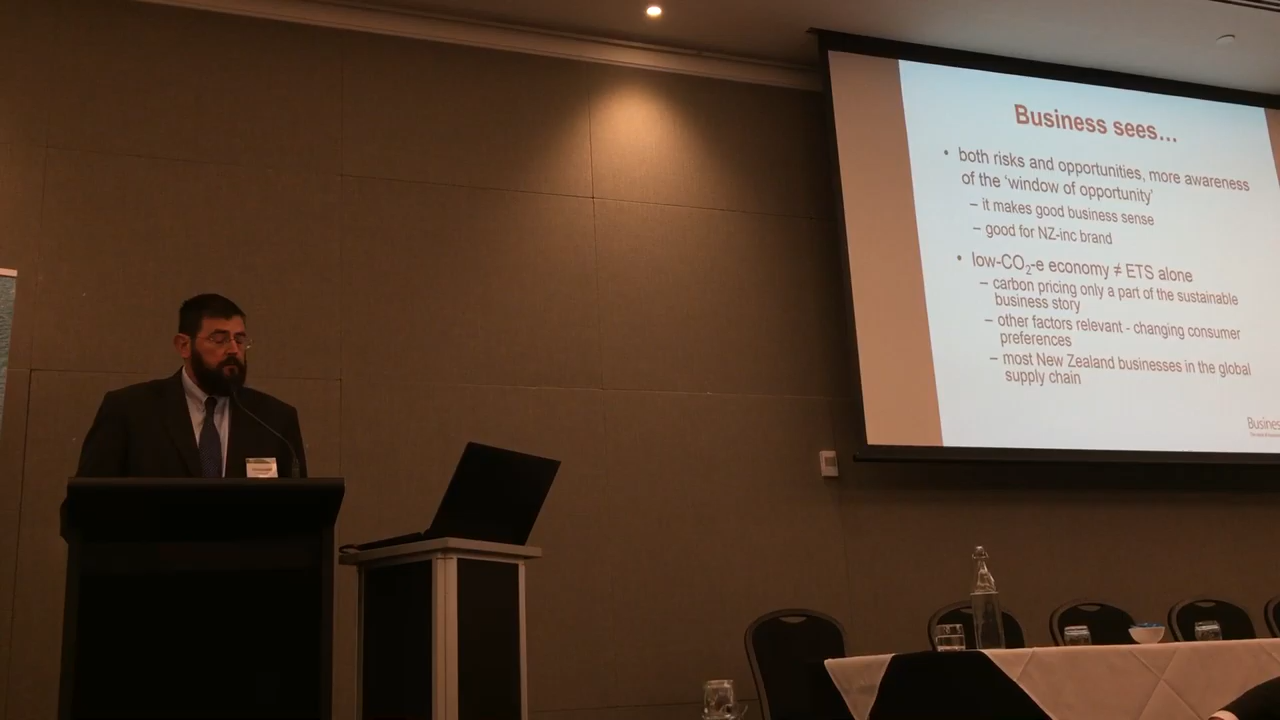 Business sees…
• both risks and opportunities, more awareness
of the 'window of opportunity'
– it makes good business sense
– good for NZ-inc brand
• low-CO₂-e economy ≠ ETS alone
– carbon pricing only a part of the sustainable
business story
– other factors relevant - changing consumer
preferences
– most New Zealand businesses in the global
supply chain